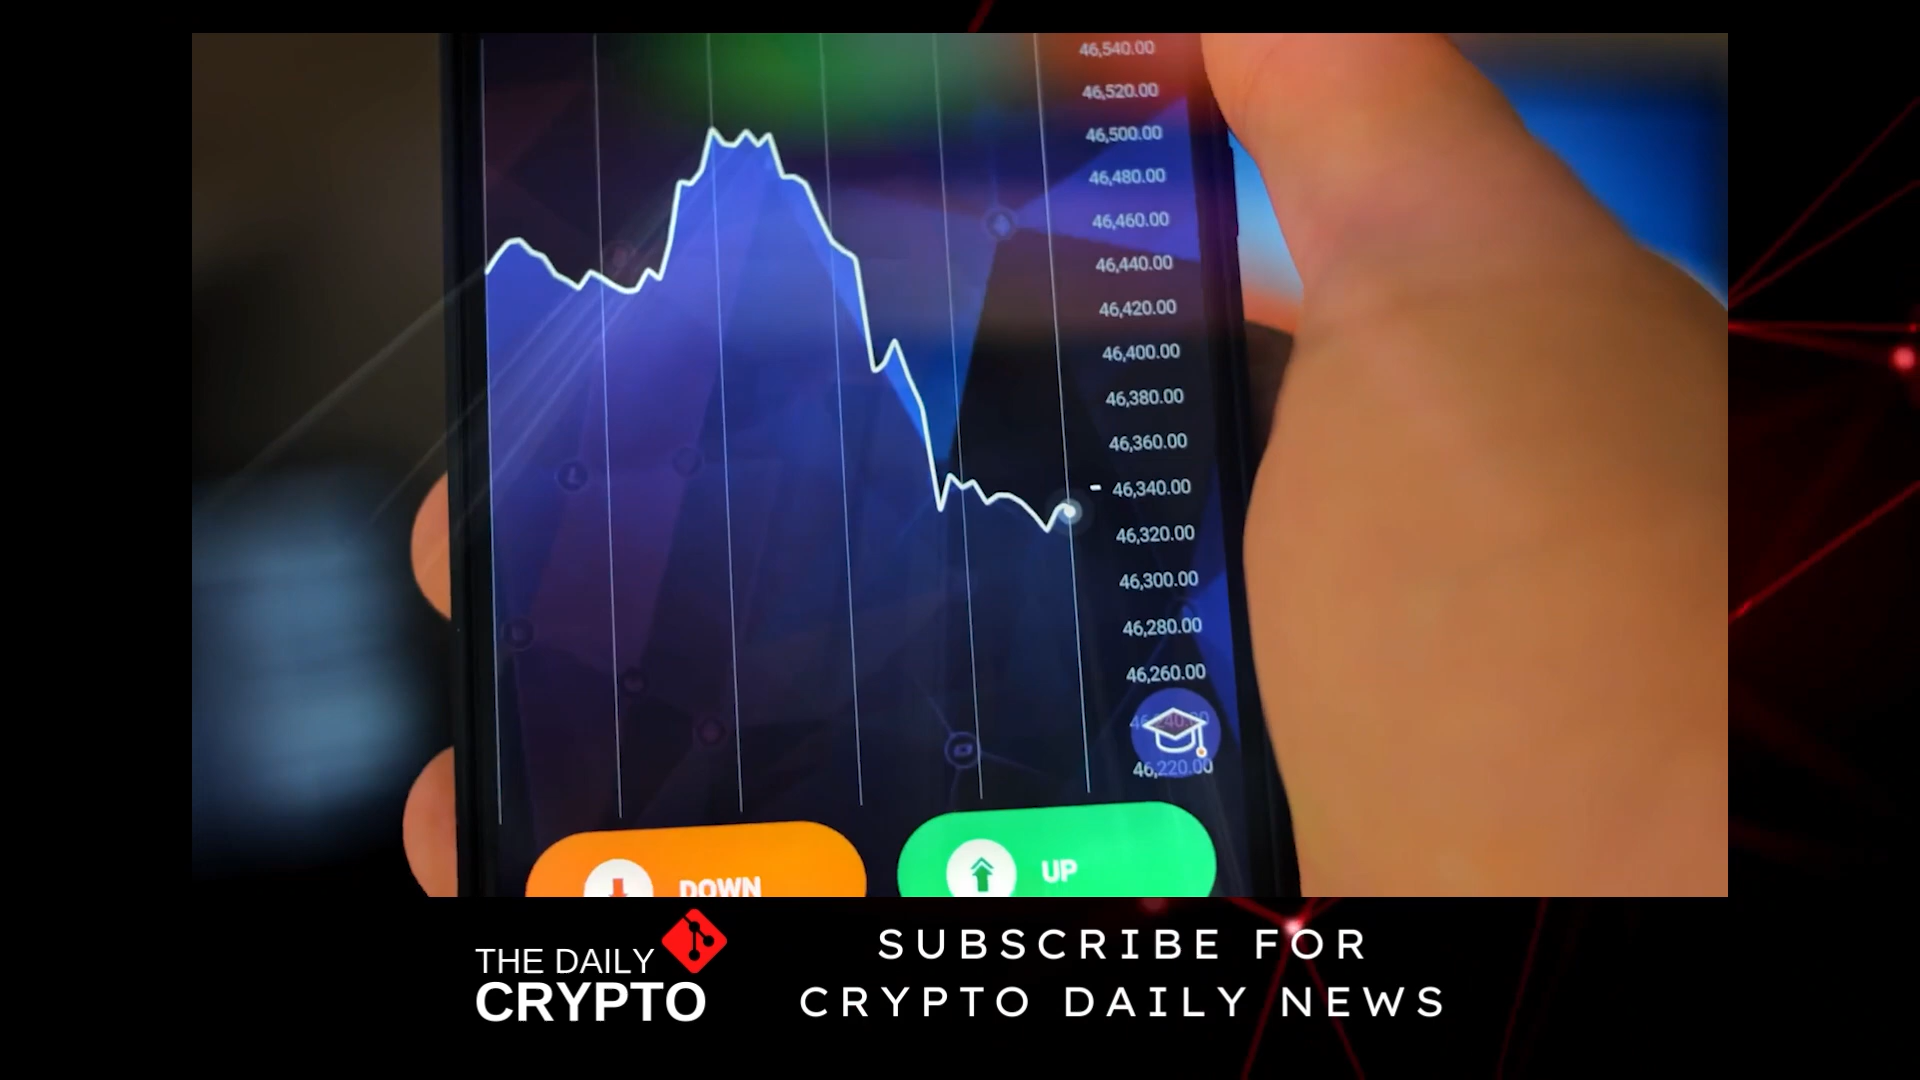 46,540.00
46,520.00
46,500.00
46,480.00
46,460.00
46,440.00
46,420.00
46,400.00
46,380.00
46,360.00
46,340.00
46,320.00
46,300.00
46,280.00
46,260.00
46,240.00
46,220.00
DOWN
UP
THE DAILY
CRYPTO
SUBSCRIBE FOR
CRYPTO DAILY NEWS